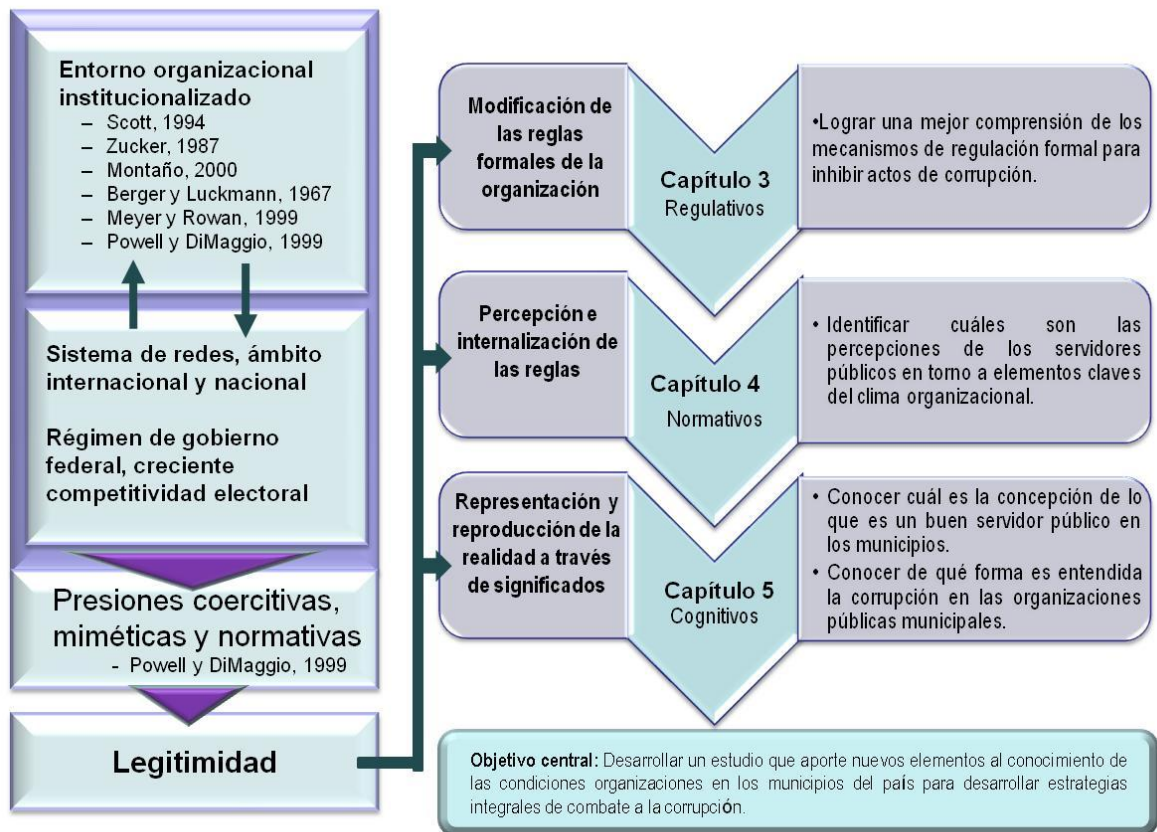 Entorno organizacional
institucionalizado
– Scott, 1994
– Zucker, 1987
– Montaño, 2000
– Berger y Luckmann, 1967
– Meyer y Rowan, 1999
– Powell y DiMaggio, 1999
Sistema de redes, ámbito
internacional y nacional
Régimen de gobierno
federal, creciente
competitividad electoral
Presiones coercitivas,
miméticas y normativas
- Powell y DiMaggio, 1999
Legitimidad
Modificación de
las reglas
formales de la
organización
Capítulo 3
Regulativos
•Lograr una mejor comprensión de los
mecanismos de regulación formal para
inhibir actos de corrupción.
Percepción e
internalización de
las reglas
Capítulo 4
Normativos
• Identificar cuáles son las
percepciones de los servidores
públicos en torno a elementos claves
del clima organizacional.
Representación y
reproducción de la
realidad a través
de significados
Capítulo 5
Cognitivos
• Conocer cuál es la concepción de lo
que es un buen servidor público en
los municipios.
• Conocer de qué forma es entendida
la corrupción en las organizaciones
públicas municipales.
Objetivo central: Desarrollar un estudio que aporte nuevos elementos al conocimiento de
las condiciones organizaciones en los municipios del país para desarrollar estrategias
integrales de combate a la corrupción.